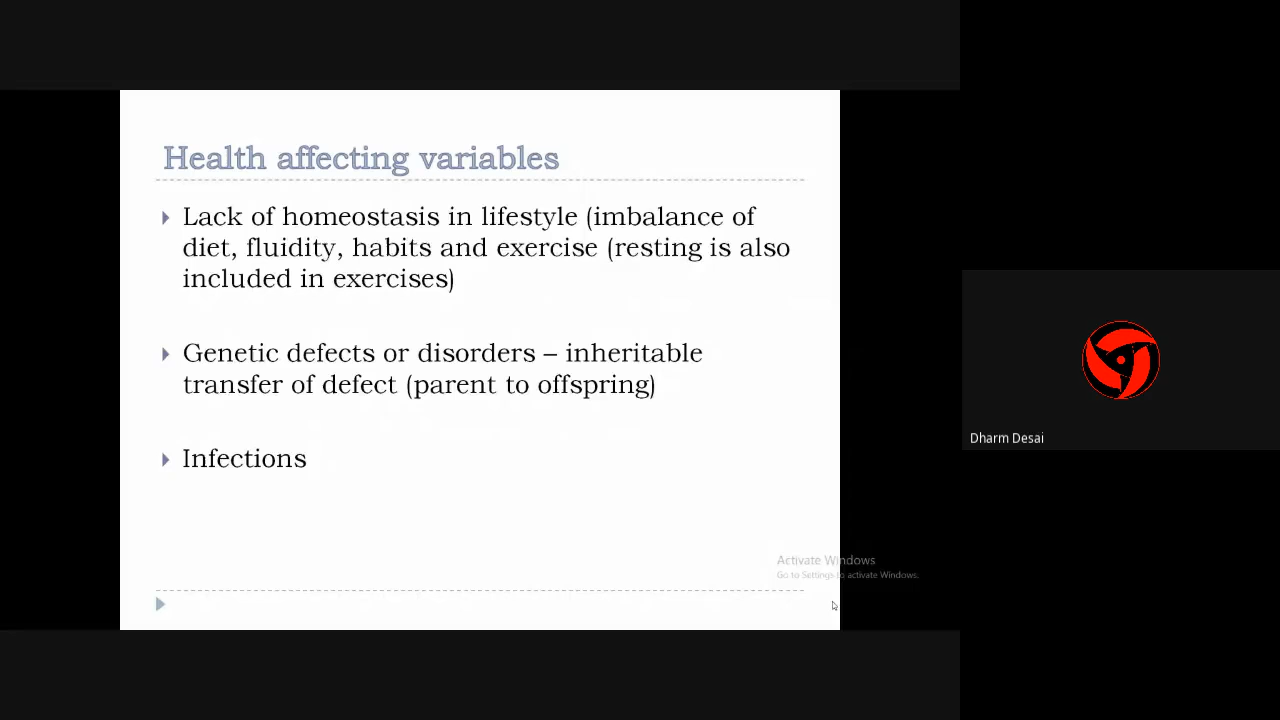 Health affecting variables
Lack of homeostasis in lifestyle (imbalance of
diet, fluidity, habits and exercise (resting is also
included in exercises)
Genetic defects or disorders – inheritable
transfer of defect (parent to offspring)
Infections
Activate Windows
Go to Settings to activate Windows.
Dharm Desai